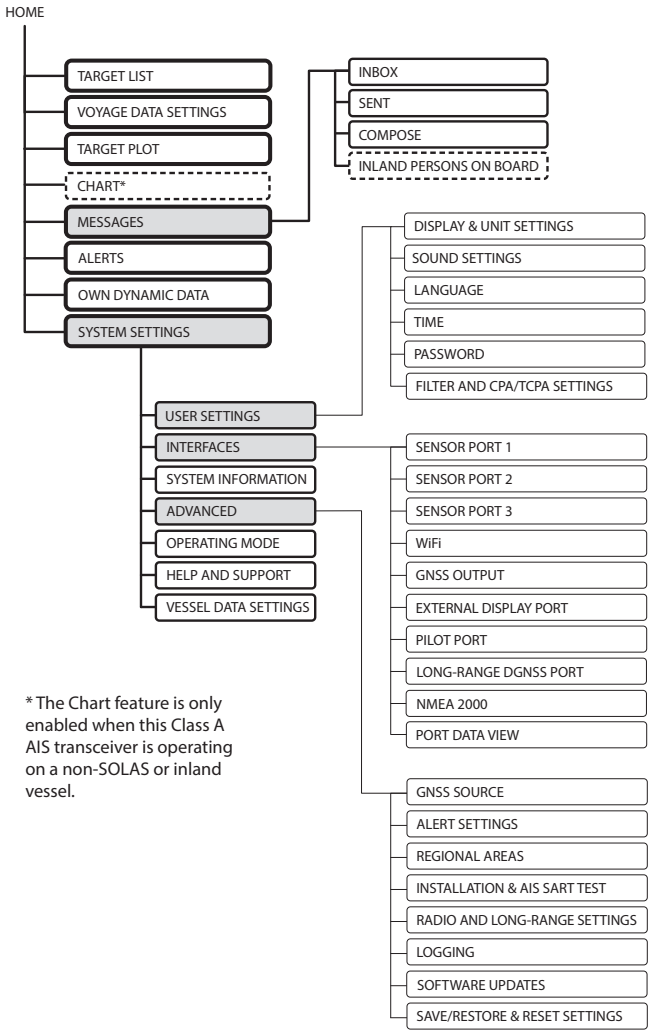 HOME
TARGET LIST
VOYAGE DATA SETTINGS
TARGET PLOT
CHART*
MESSAGES
ALERTS
OWN DYNAMIC DATA
SYSTEM SETTINGS
INBOX
SENT
COMPOSE
INLAND PERSONS ON BOARD
USER SETTINGS
INTERFACES
SYSTEM INFORMATION
ADVANCED
OPERATING MODE
HELP AND SUPPORT
VESSEL DATA SETTINGS
DISPLAY & UNIT SETTINGS
SOUND SETTINGS
LANGUAGE
TIME
PASSWORD
FILTER AND CPA/TCPA SETTINGS
SENSOR PORT 1
SENSOR PORT 2
SENSOR PORT 3
WiFi
GNSS OUTPUT
EXTERNAL DISPLAY PORT
PILOT PORT
LONG-RANGE DGNSS PORT
NMEA 2000
PORT DATA VIEW
GNSS SOURCE
ALERT SETTINGS
REGIONAL AREAS
INSTALLATION & AIS SART TEST
RADIO AND LONG-RANGE SETTINGS
LOGGING
SOFTWARE UPDATES
SAVE/RESTORE & RESET SETTINGS
* The Chart feature is only
enabled when this Class A
AIS transceiver is operating
on a non-SOLAS or inland
vessel.